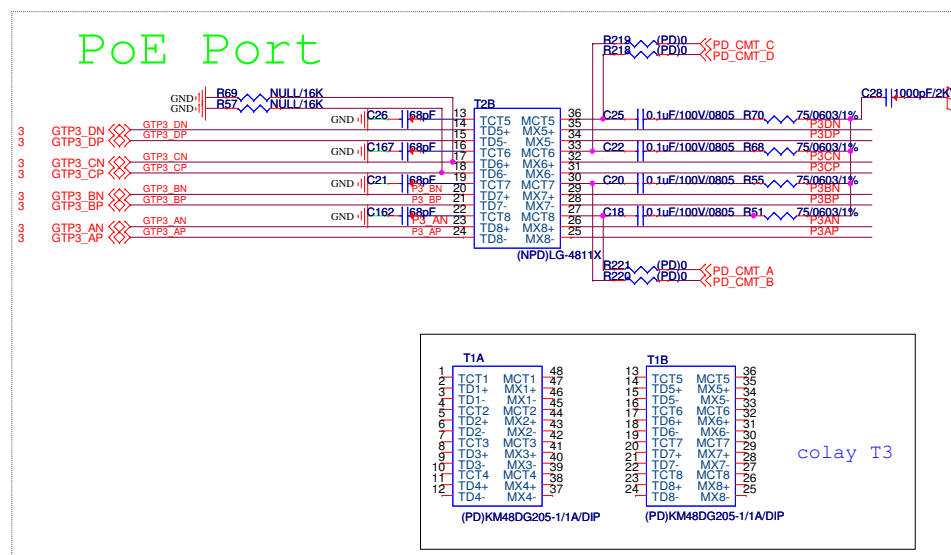 PoE Port
R219 (PD)0 PD_CMT_C
R218 (PD)0 PD_CMT_D
GND R69 NULL/16K
GND R57 NULL/16K
T2B
C28 1000pF/2K
GND C26 68pF 13 TCT5 MCT5 36 C25 0.1uF/100V/0805 R70 75/0603/1%
3 GTP3_DN GTP3_DN 14 TD5+ MX5+ 35 P3DN
3 GTP3_DP GTP3_DP 15 TD5- MX5- 34 P3DP
GND C167 68pF 16 TCT6 MCT6 33 C22 0.1uF/100V/0805 R68 75/0603/1%
3 GTP3_CN GTP3_CN 17 TD6+ MX6+ 32 P3CN
3 GTP3_CP GTP3_CP 18 TD6- MX6- 31 P3CP
GND C21 68pF 19 TCT7 MCT7 30 C20 0.1uF/100V/0805 R55 75/0603/1%
3 GTP3_BN GTP3_BN P3_BN 20 TD7+ MX7+ 29 P3BN
3 GTP3_BP GTP3_BP P3_BP 21 TD7- MX7- 28 P3BP
GND C162 68pF 22 TCT8 MCT8 27 C18 0.1uF/100V/0805 R51 75/0603/1%
3 GTP3_AN GTP3_AN P3_AN 23 TD8+ MX8+ 26 P3AN
3 GTP3_AP GTP3_AP P3_AP 24 TD8- MX8- 25 P3AP
(NPD)LG-4811X
R221 (PD)0 PD_CMT_A
R220 (PD)0 PD_CMT_B
T1A
1 TCT1 MCT1 48
2 TD1+ MX1+ 47
3 TD1- MX1- 46
4 TCT2 MCT2 45
5 TD2+ MX2+ 44
6 TD2- MX2- 43
7 TCT3 MCT3 42
8 TD3+ MX3+ 41
9 TD3- MX3- 40
10 TCT4 MCT4 39
11 TD4+ MX4+ 38
12 TD4- MX4- 37
(PD)KM48DG205-1/1A/DIP
T1B
13 TCT5 MCT5 36
14 TD5+ MX5+ 35
15 TD5- MX5- 34
16 TCT6 MCT6 33
17 TD6+ MX6+ 32
18 TD6- MX6- 31
19 TCT7 MCT7 30
20 TD7+ MX7+ 29
21 TD7- MX7- 28
22 TCT8 MCT8 27
23 TD8+ MX8+ 26
24 TD8- MX8- 25
(PD)KM48DG205-1/1A/DIP
colay T3